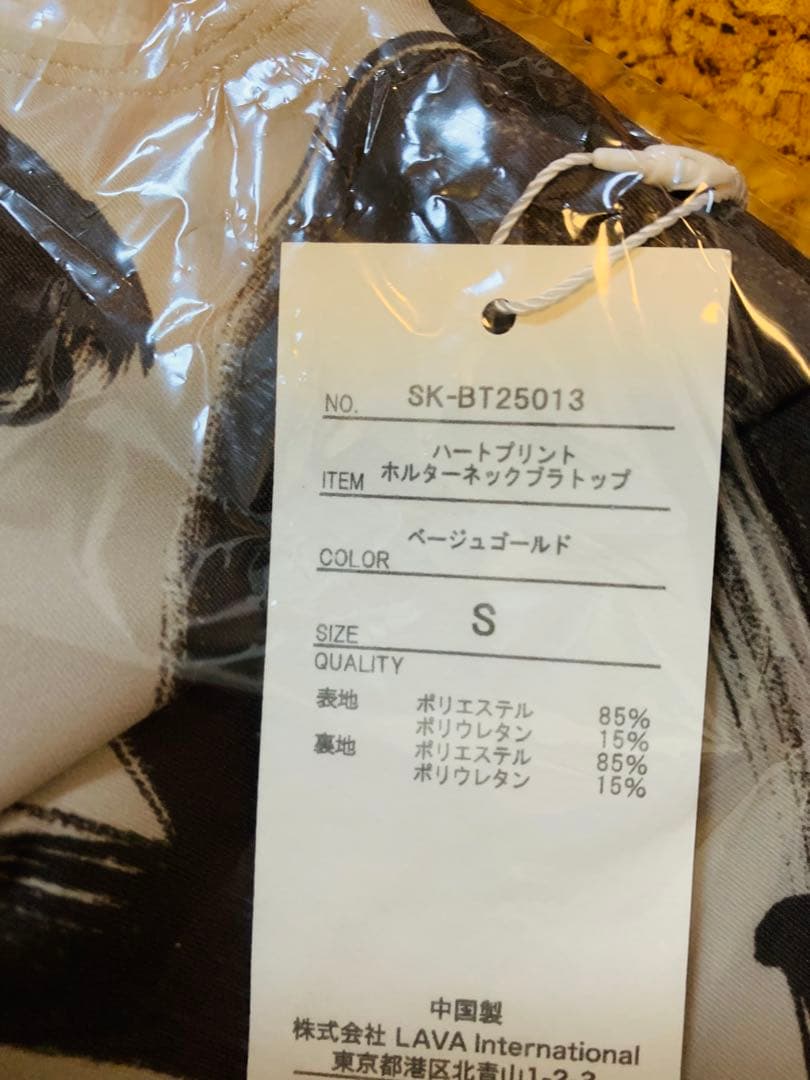 NO. SK-BT25013
ハートプリント
ITEM ホルターネックブラトップ
COLOR ベージュゴールド
SIZE S
QUALITY
表地 ポリエステル 85%
ポリウレタン 15%
裏地 ポリエステル 85%
ポリウレタン 15%
中国製
株式会社 LAVA International
東京都港区北青山1-2-3